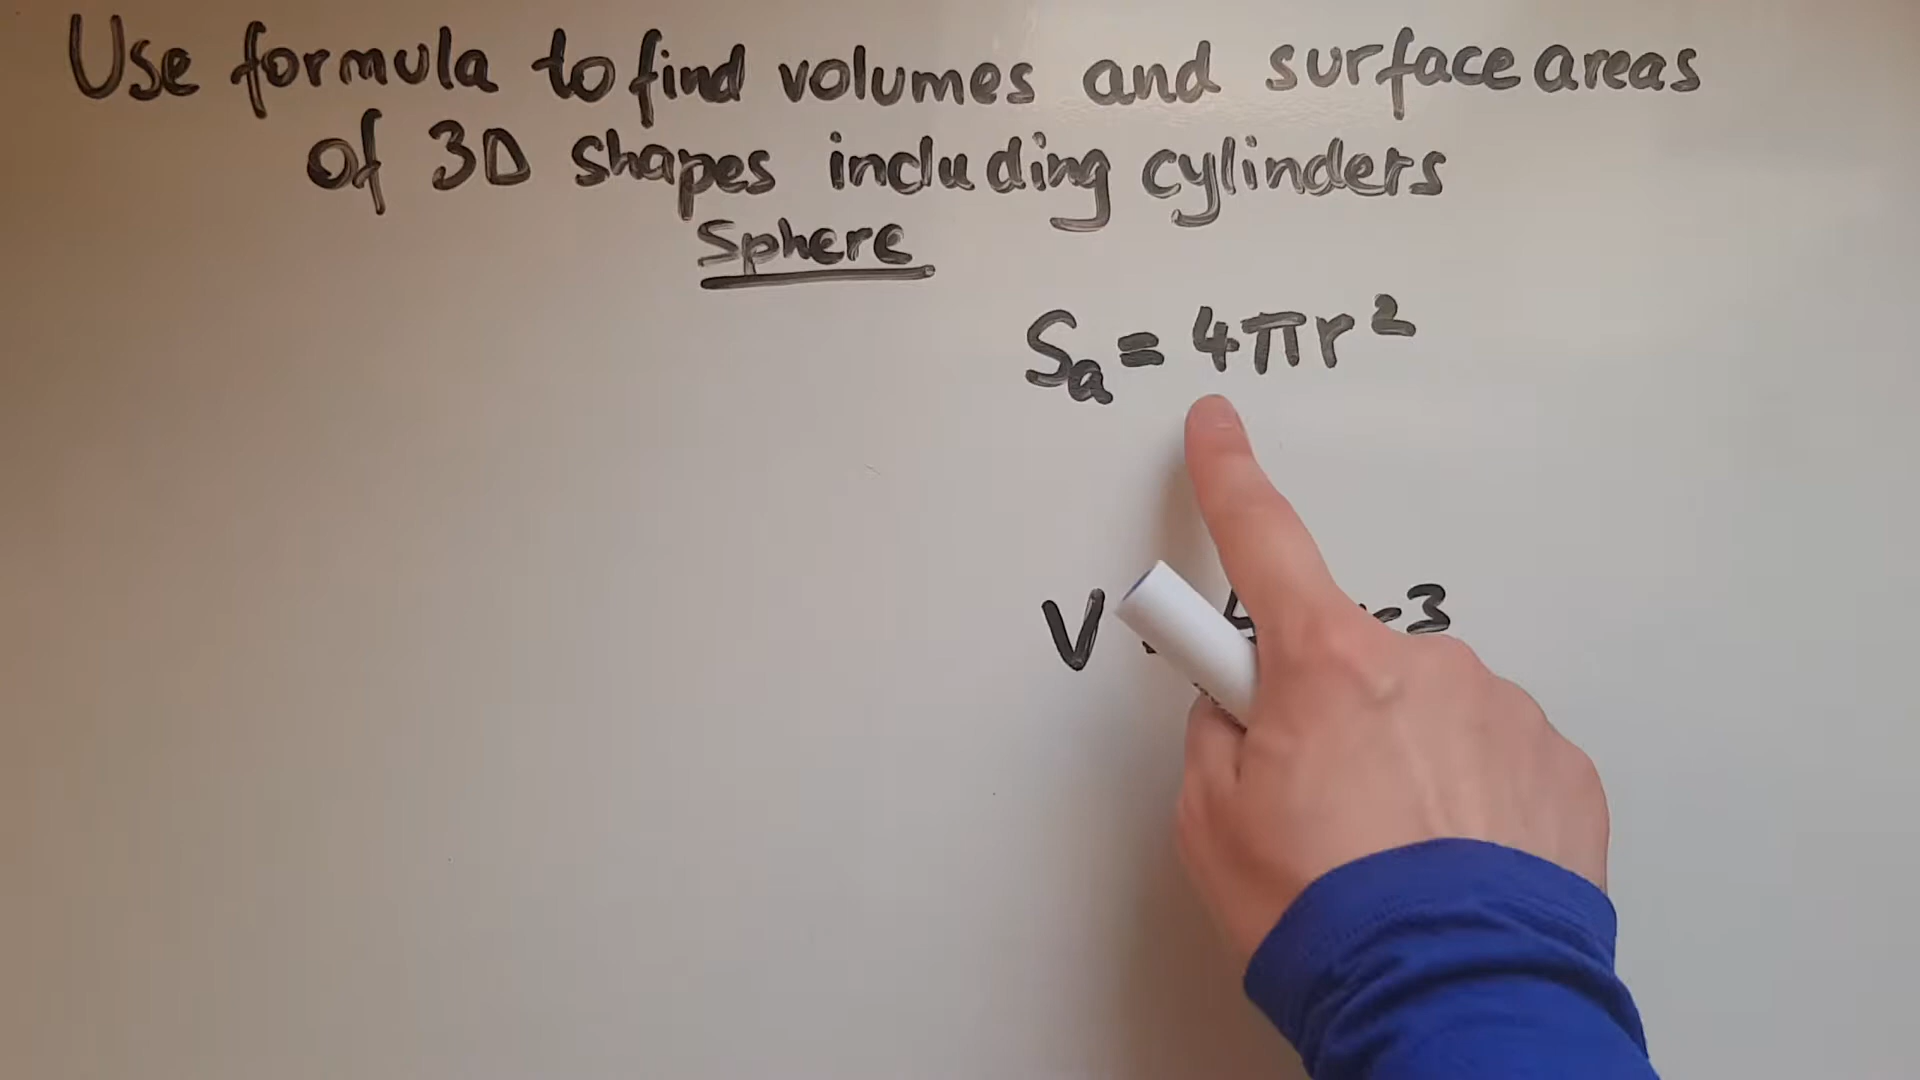 Use formula to find volumes and surface areas
of 3D shapes including cylinders
Sphere
Sₐ = 4πr²
V